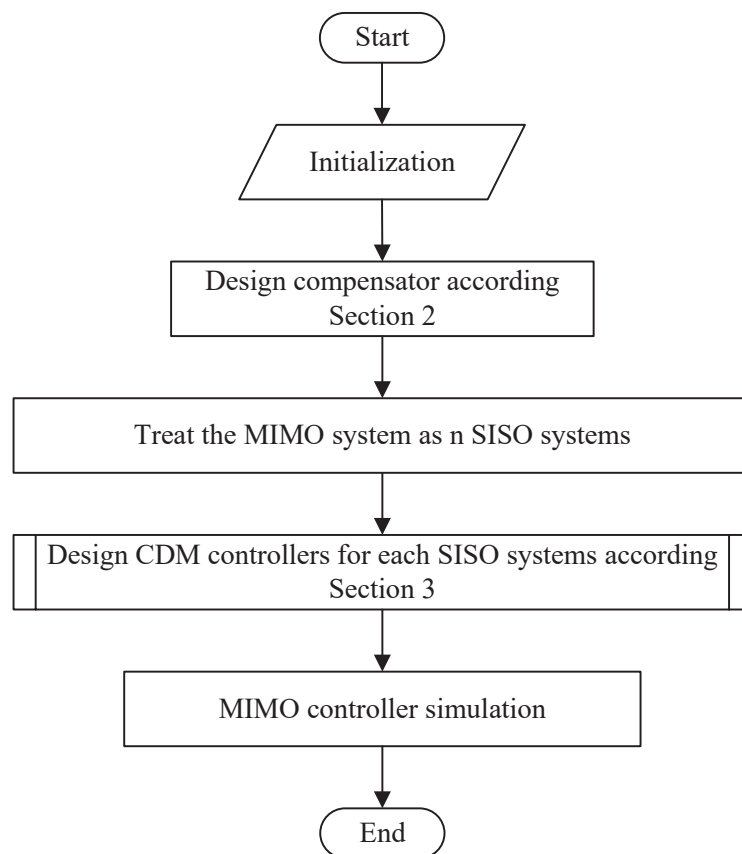 Start
Initialization
Design compensator according
Section 2
Treat the MIMO system as n SISO systems
Design CDM controllers for each SISO systems according
Section 3
MIMO controller simulation
End